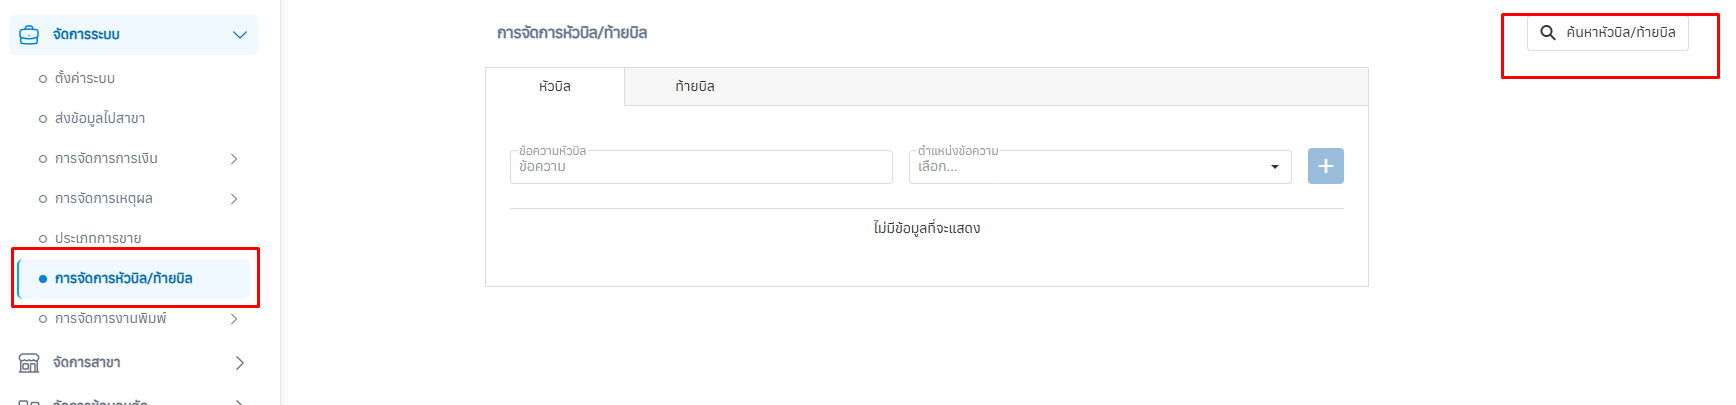 จัดการระบบ
ตั้งค่าระบบ
ส่งข้อมูลไปสาขา
การจัดการการเงิน
การจัดการเหตุผล
ประเภทการขาย
การจัดการหัวบิล/ท้ายบิล
การจัดการงานพิมพ์
จัดการสาขา
การจัดการหัวบิล/ท้ายบิล
ค้นหาหัวบิล/ท้ายบิล
หัวบิล
ท้ายบิล
ข้อความหัวบิล
ข้อความ
ตำแหน่งข้อความ
เลือก...
ไม่มีข้อมูลที่จะแสดง